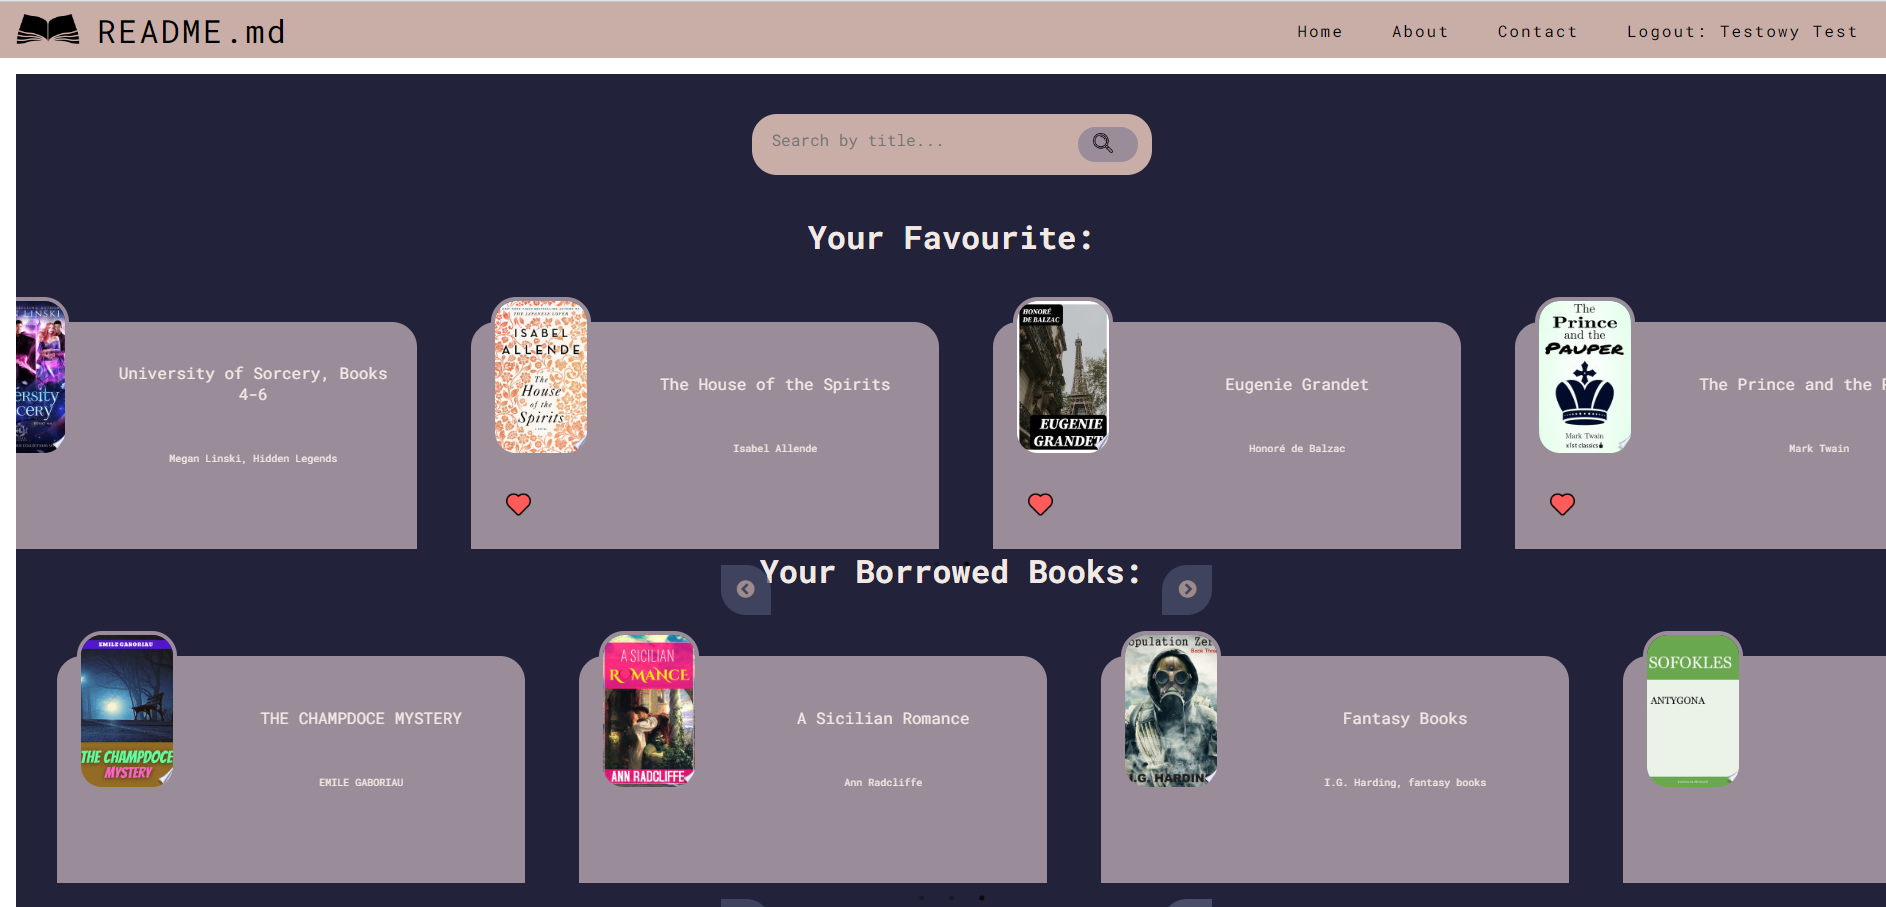 README.md
Home
About
Contact
Logout: Testowy Test
Search by title...
Your Favourite:
LINSKI
University of Sorcery, Books
4-6
Megan Linski, Hidden Legends
ISABEL
ALLENDE
The
House
of the
Spirits
The House of the Spirits
Isabel Allende
HONORÉ
DE BALZAC
EUGENIE
GRANDET
Eugenie Grandet
Honoré de Balzac
The
Prince
and the
PAUPER
Mark Twain
x1st classics
The Prince and the
Mark Twain
Your Borrowed Books:
EMILE GABORIAU
THE CHAMPDOCE
MYSTERY
THE CHAMPDOCE MYSTERY
EMILE GABORIAU
A SICILIAN
ROMANCE
ANN RADCLIFFE
A Sicilian Romance
Ann Radcliffe
opulation Zer
I.G. HARDIN
Fantasy Books
I.G. Harding, fantasy books
SOFOKLES
ANTYGONA